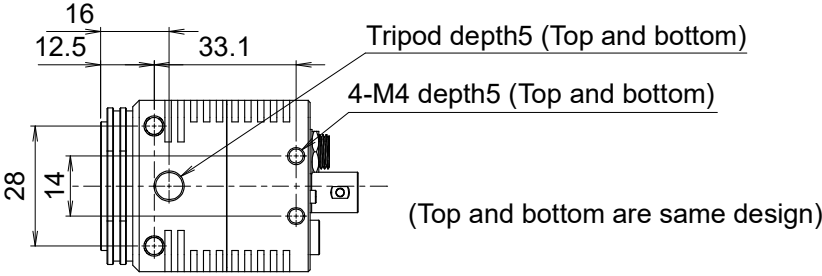 16
12.5
33.1
Tripod depth5 (Top and bottom)
4-M4 depth5 (Top and bottom)
28
14
(Top and bottom are same design)